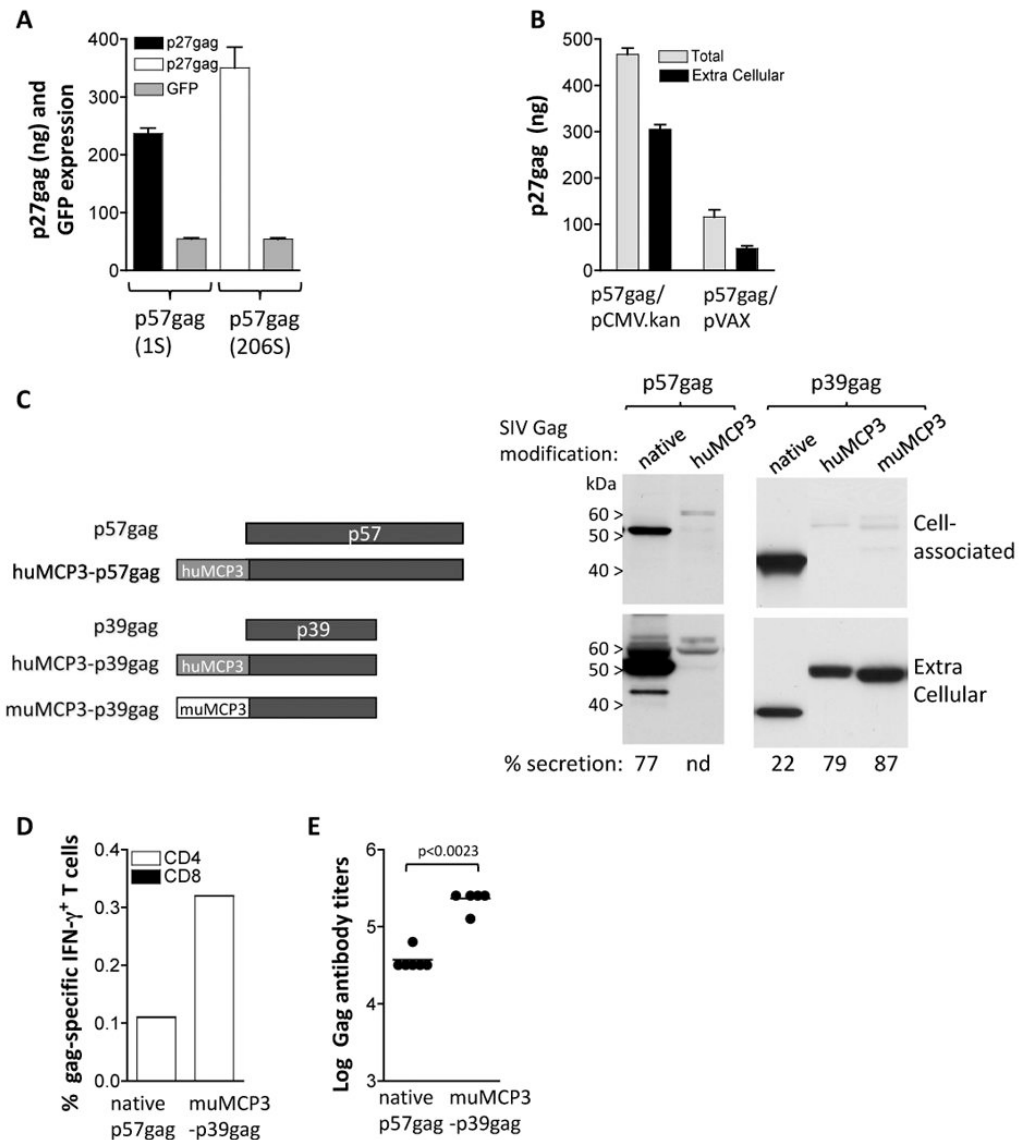 A
p27gag (ng) and
GFP expression
400
300
200
100
0
p27gag
p27gag
GFP
p57gag
(1S)
p57gag
(206S)
B
p27gag (ng)
500
400
300
200
100
0
Total
Extra Cellular
p57gag/
pCMV.kan
p57gag/
pVAX
C
p57gag
p57
huMCP3-p57gag
huMCP3
p39gag
p39
huMCP3-p39gag
huMCP3
muMCP3-p39gag
muMCP3
p57gag
p39gag
SIV Gag
modification:
native
huMCP3
native
huMCP3
muMCP3
kDa
60 >
50 >
40 >
Cell-
associated
60 >
50 >
40 >
Extra
Cellular
% secretion: 77 nd 22 79 87
D
% gag-specific IFN-γ+ T cells
0.4
0.3
0.2
0.1
0.0
CD4
CD8
native
p57gag
muMCP3
-p39gag
E
Log Gag antibody titers
6
5
4
3
p<0.0023
native
p57gag
muMCP3
-p39gag